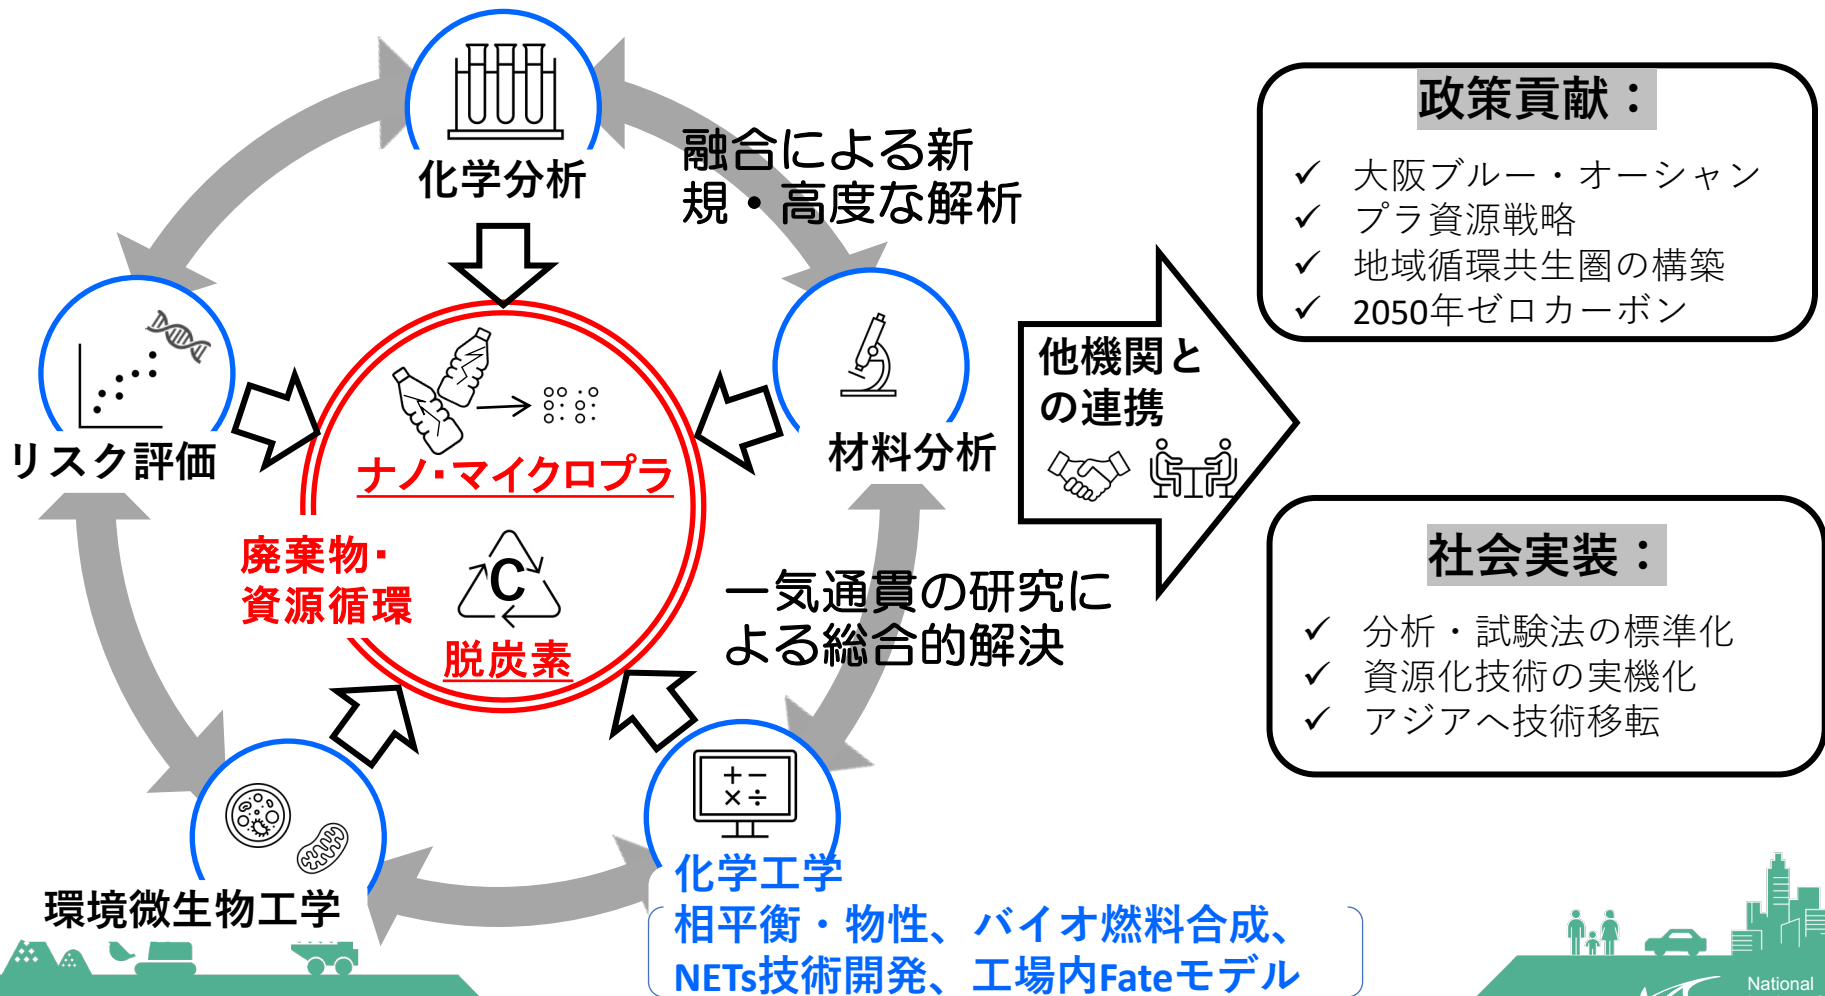 化学分析
融合による新
規・高度な解析
リスク評価
材料分析
ナノ・マイクロプラ
廃棄物・
資源循環
C
脱炭素
一気通貫の研究に
よる総合的解決
環境微生物工学
+ −
× ÷
化学工学
相平衡・物性、バイオ燃料合成、
NETs技術開発、工場内Fateモデル
他機関と
の連携
政策貢献：
✓ 大阪ブルー・オーシャン
✓ プラ資源戦略
✓ 地域循環共生圏の構築
✓ 2050年ゼロカーボン
社会実装：
✓ 分析・試験法の標準化
✓ 資源化技術の実機化
✓ アジアへ技術移転
National